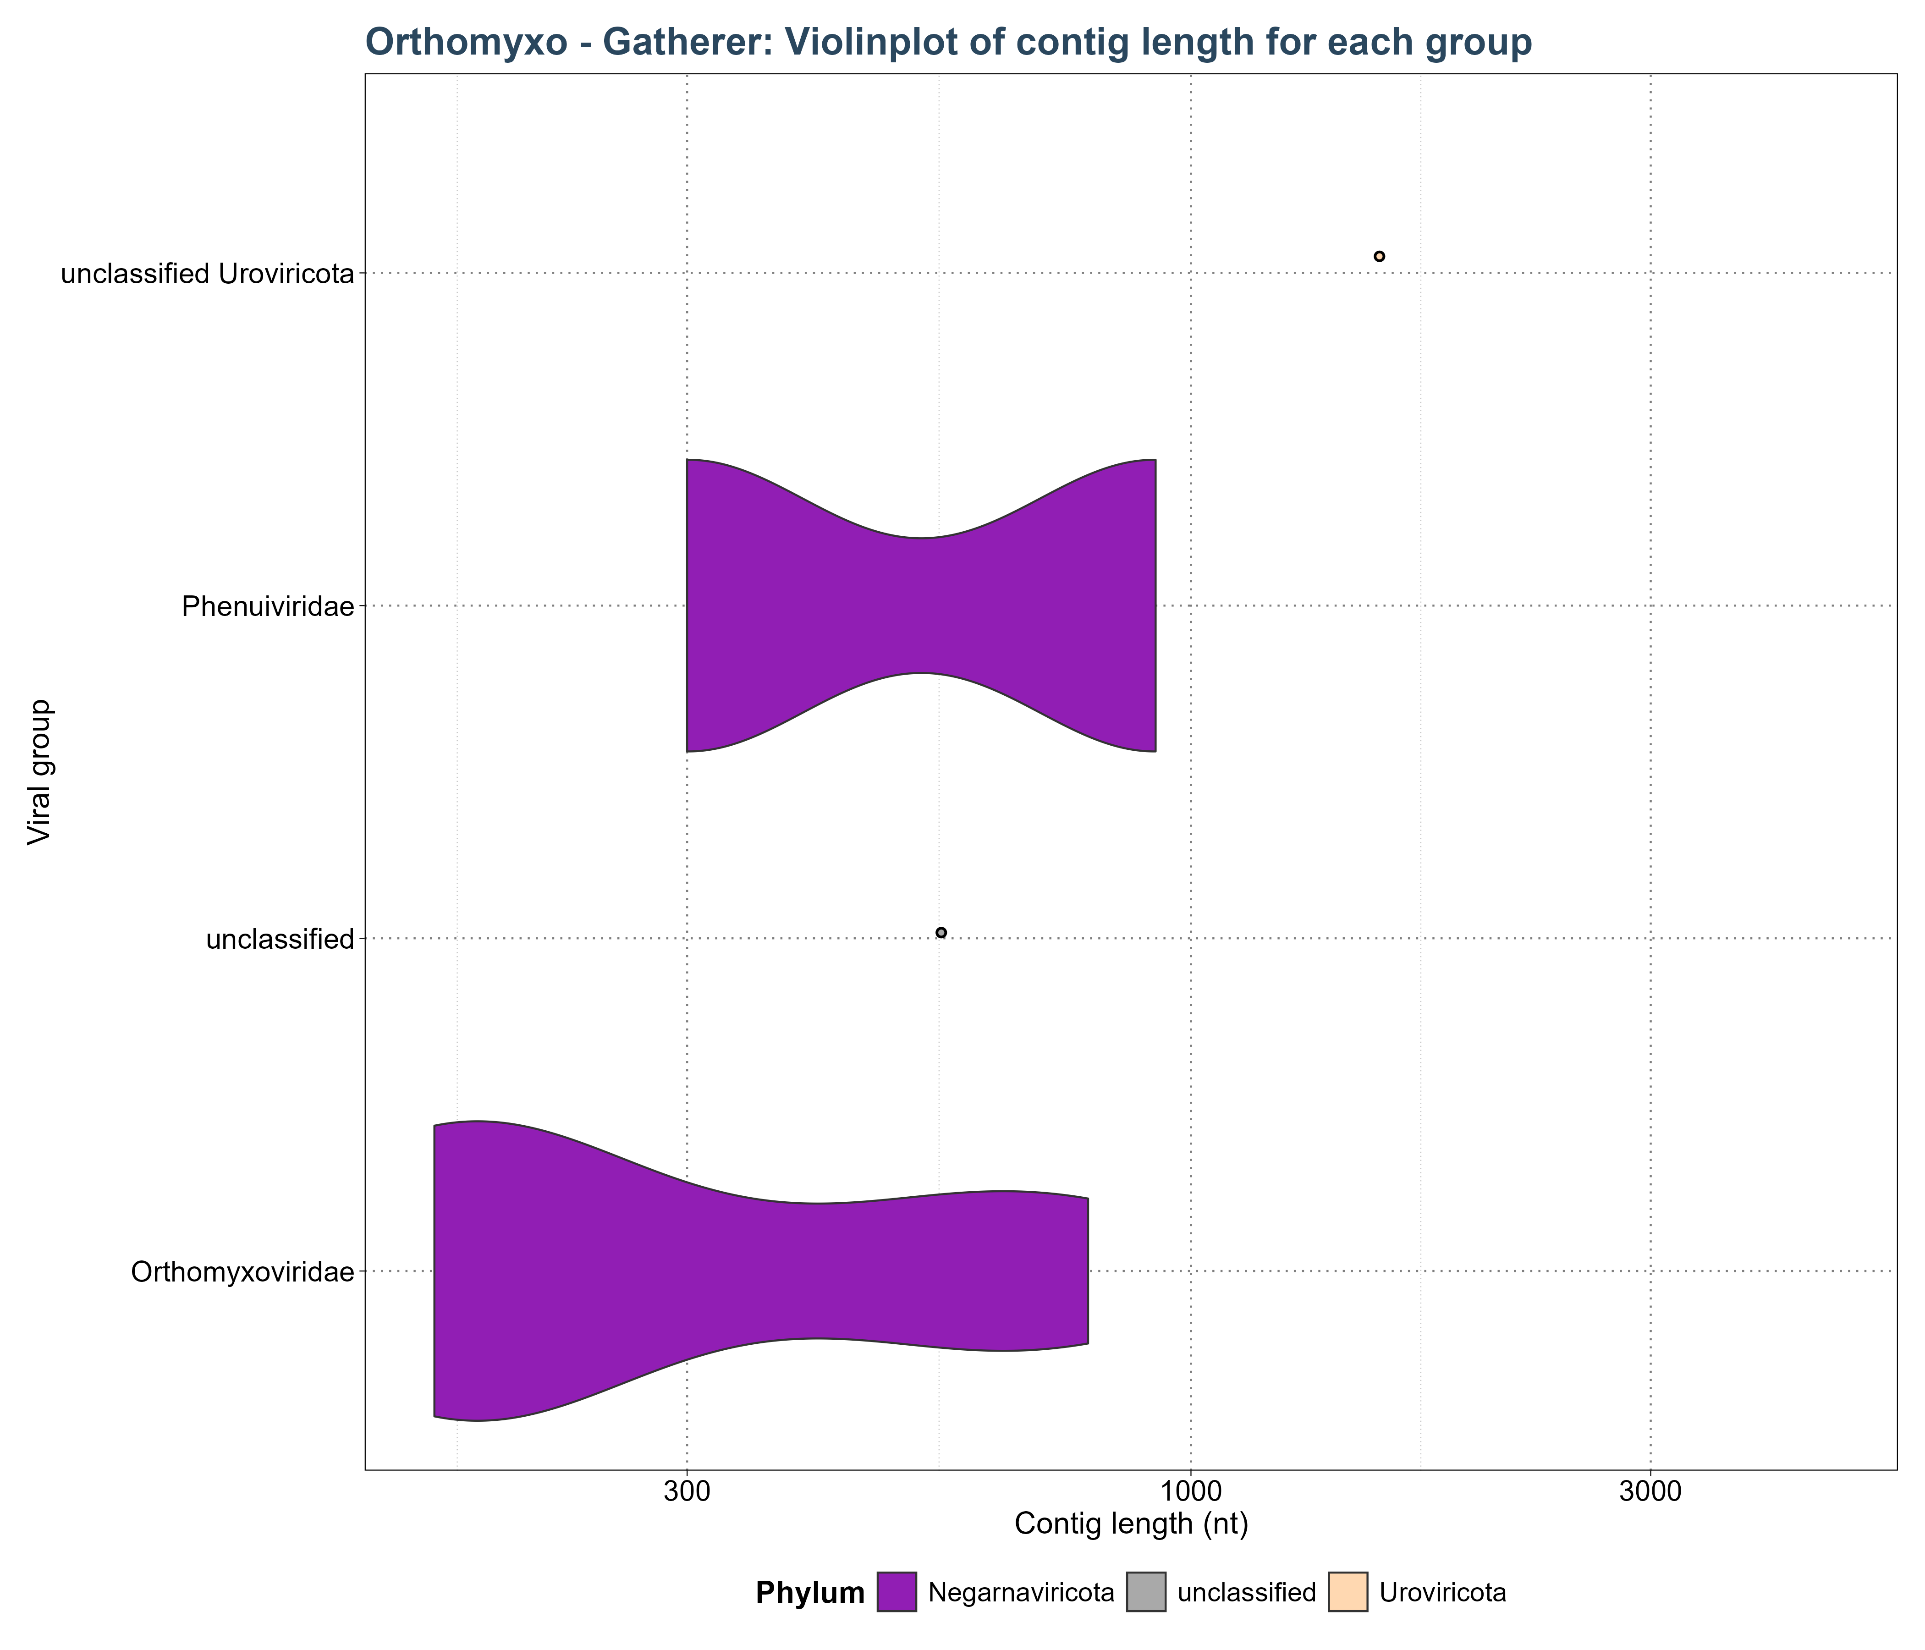 Orthomyxo - Gatherer: Violinplot of contig length for each group
Viral group
unclassified Uroviricota
Phenuiviridae
unclassified
Orthomyxoviridae
300 1000 3000
Contig length (nt)
Phylum Negarnaviricota unclassified Uroviricota